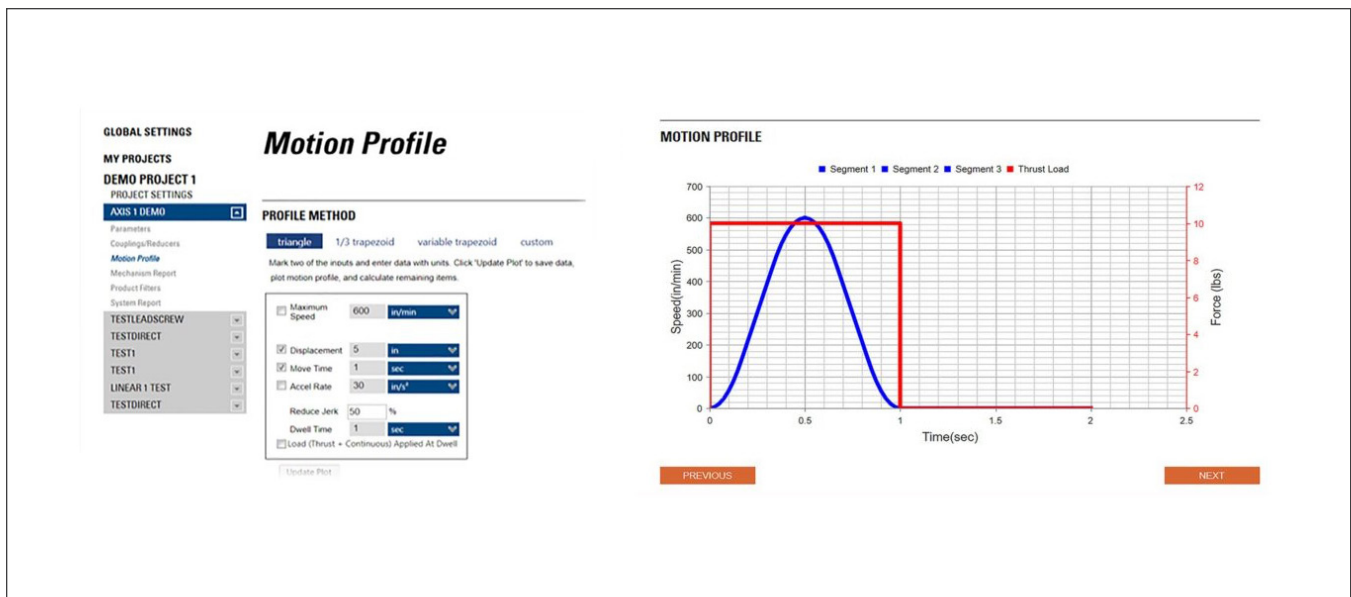 GLOBAL SETTINGS
MY PROJECTS
DEMO PROJECT 1
PROJECT SETTINGS
AXIS 1 DEMO
Parameters
Couplings/Reducers
Motion Profile
Mechanism Report
Product Filters
System Report
TESTLEADSCREW
TESTDIRECT
TEST1
TEST1
LINEAR 1 TEST
TESTDIRECT
Motion Profile
PROFILE METHOD
triangle 1/3 trapezoid variable trapezoid custom
Mark two of the inputs and enter data with units. Click 'Update Plot' to save data,
plot motion profile, and calculate remaining items.
Maximum Speed 600 in/min
Displacement 5 in
Move Time 1 sec
Accel Rate 30 in/s²
Reduce Jerk 50 %
Dwell Time 1 sec
Load (Thrust + Continuous) Applied At Dwell
Update Plot
MOTION PROFILE
Segment 1 Segment 2 Segment 3 Thrust Load
700 12
600 10
500 8
400 6
300 4
200 2
100 0
0
Speed(in/min)
Force (lbs)
0 0.5 1 1.5 2 2.5
Time(sec)
PREVIOUS NEXT